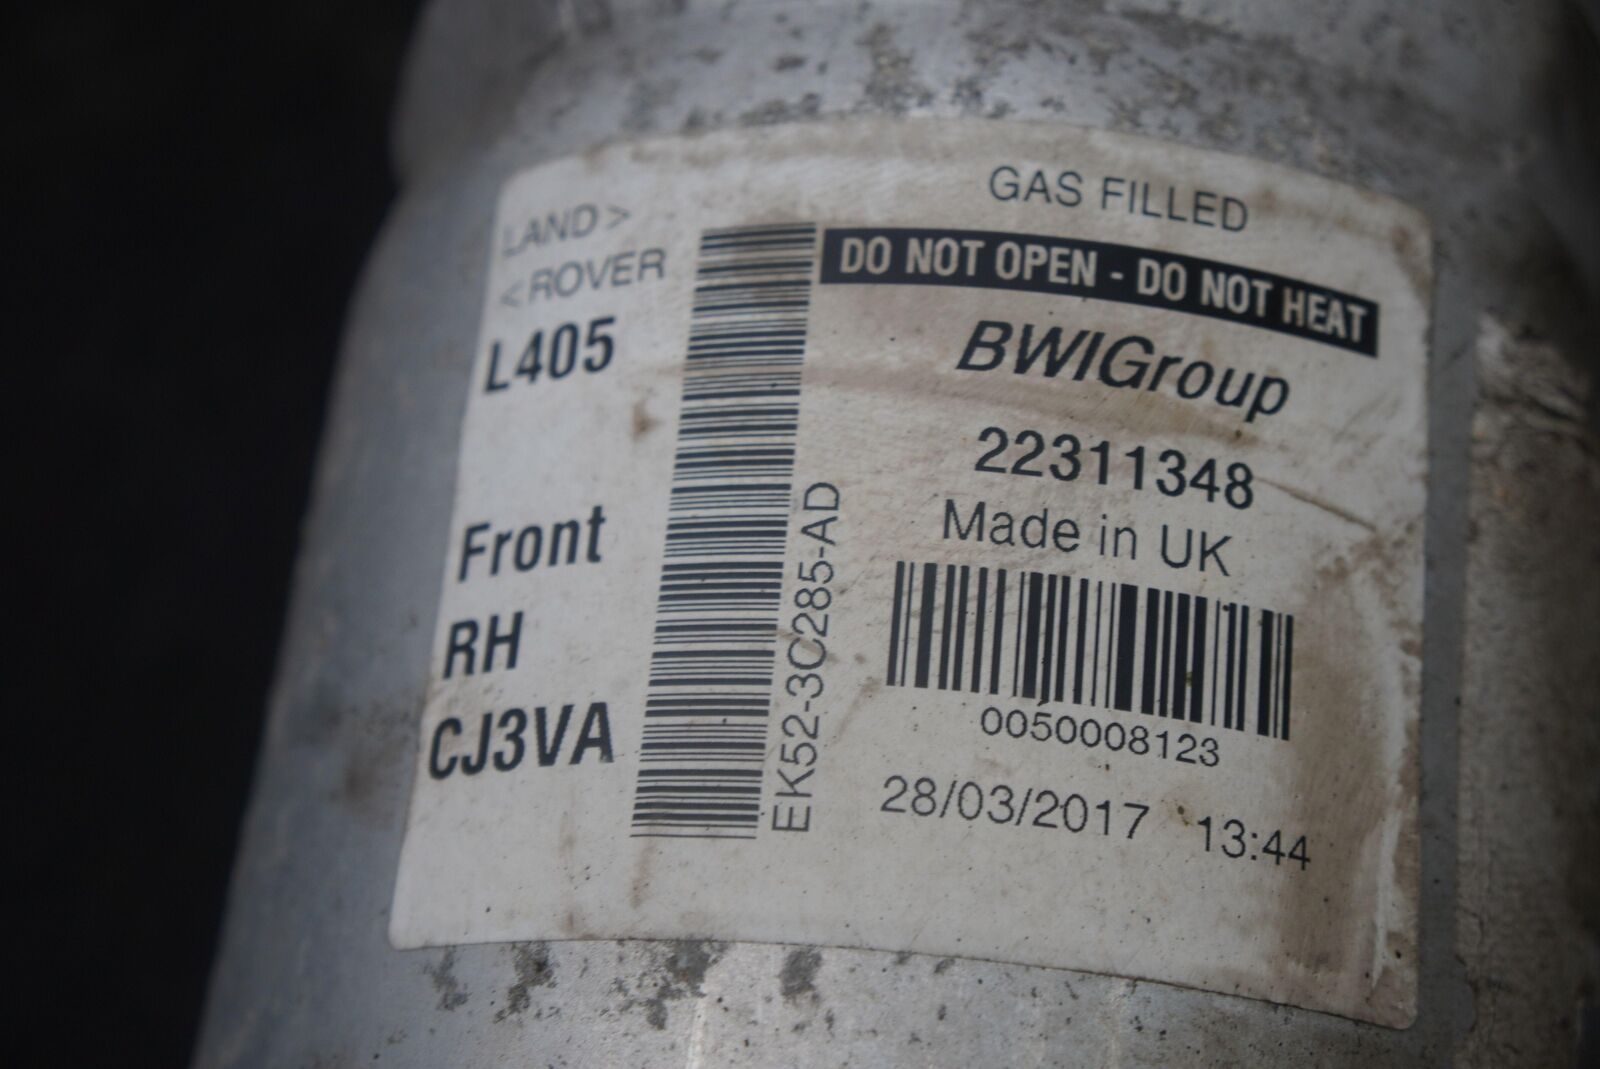 LAND >
< ROVER
L405
Front
RH
CJ3VA
EK52-3C285-AD
GAS FILLED
DO NOT OPEN - DO NOT HEAT
BWIGroup
22311348
Made in UK
0050008123
28/03/2017 13:44